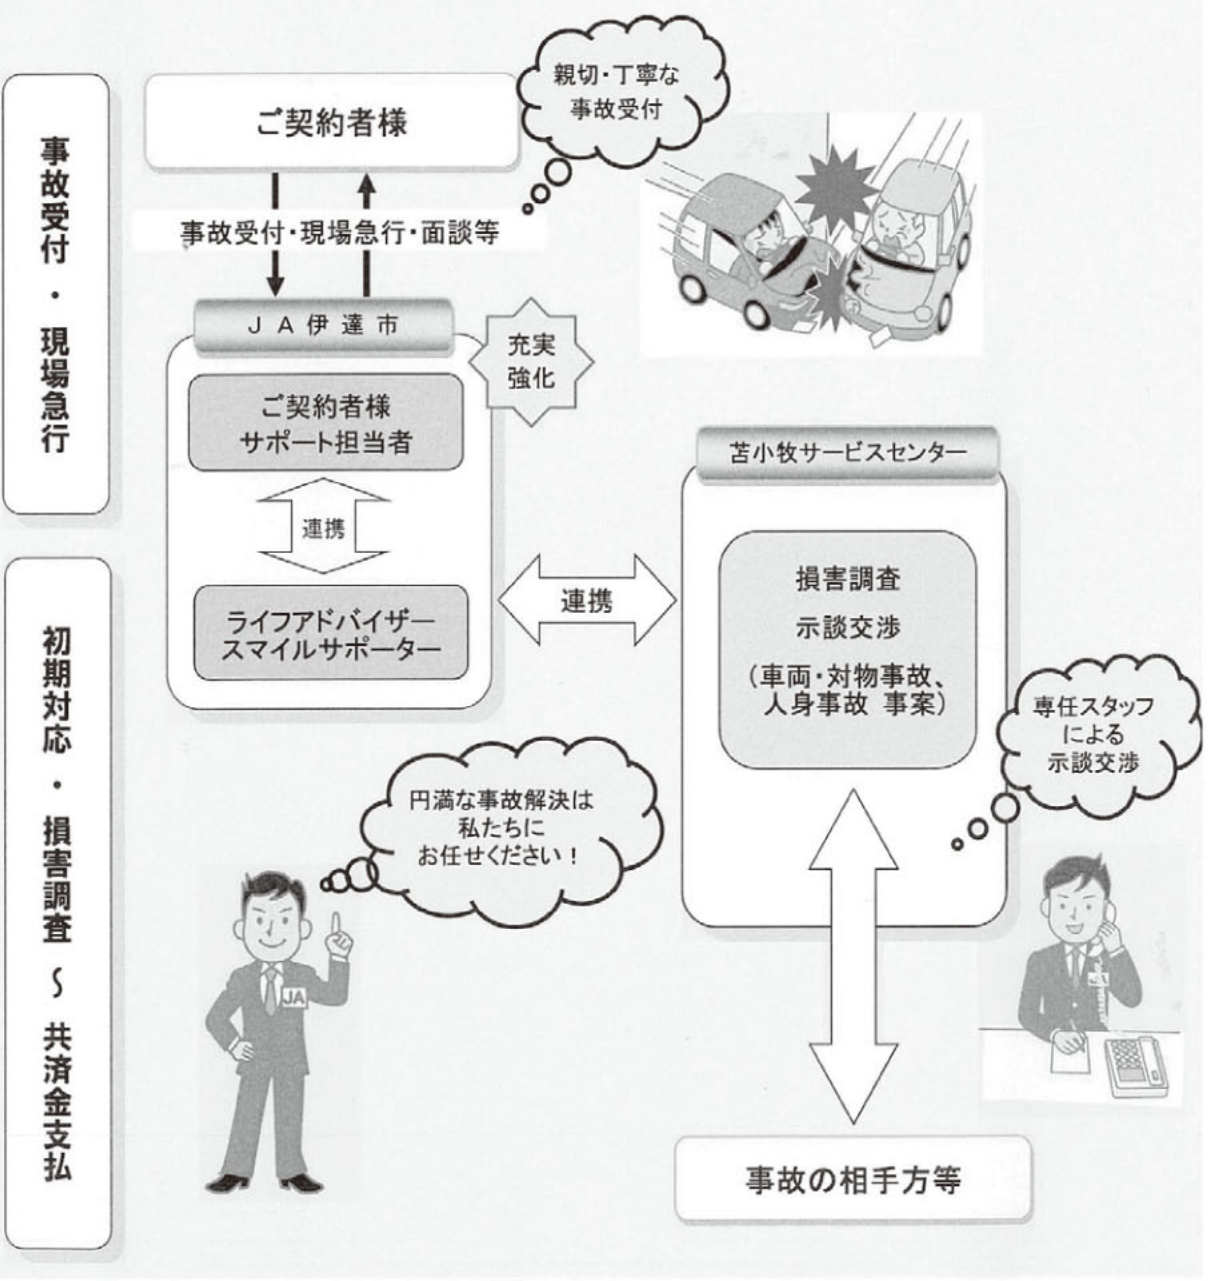 親切・丁寧な
事故受付
ご契約者様
事故受付・現場急行・面談等
事故受付・現場急行
JA伊達市
充実
強化
ご契約者様
サポート担当者
連携
ライフアドバイザー
スマイルサポーター
連携
苫小牧サービスセンター
損害調査
示談交渉
(車両・対物事故、
人身事故 事案)
専任スタッフ
による
示談交渉
初期対応・損害調査~共済金支払
円満な事故解決は
私たちに
お任せください!
JA
JA
事故の相手方等